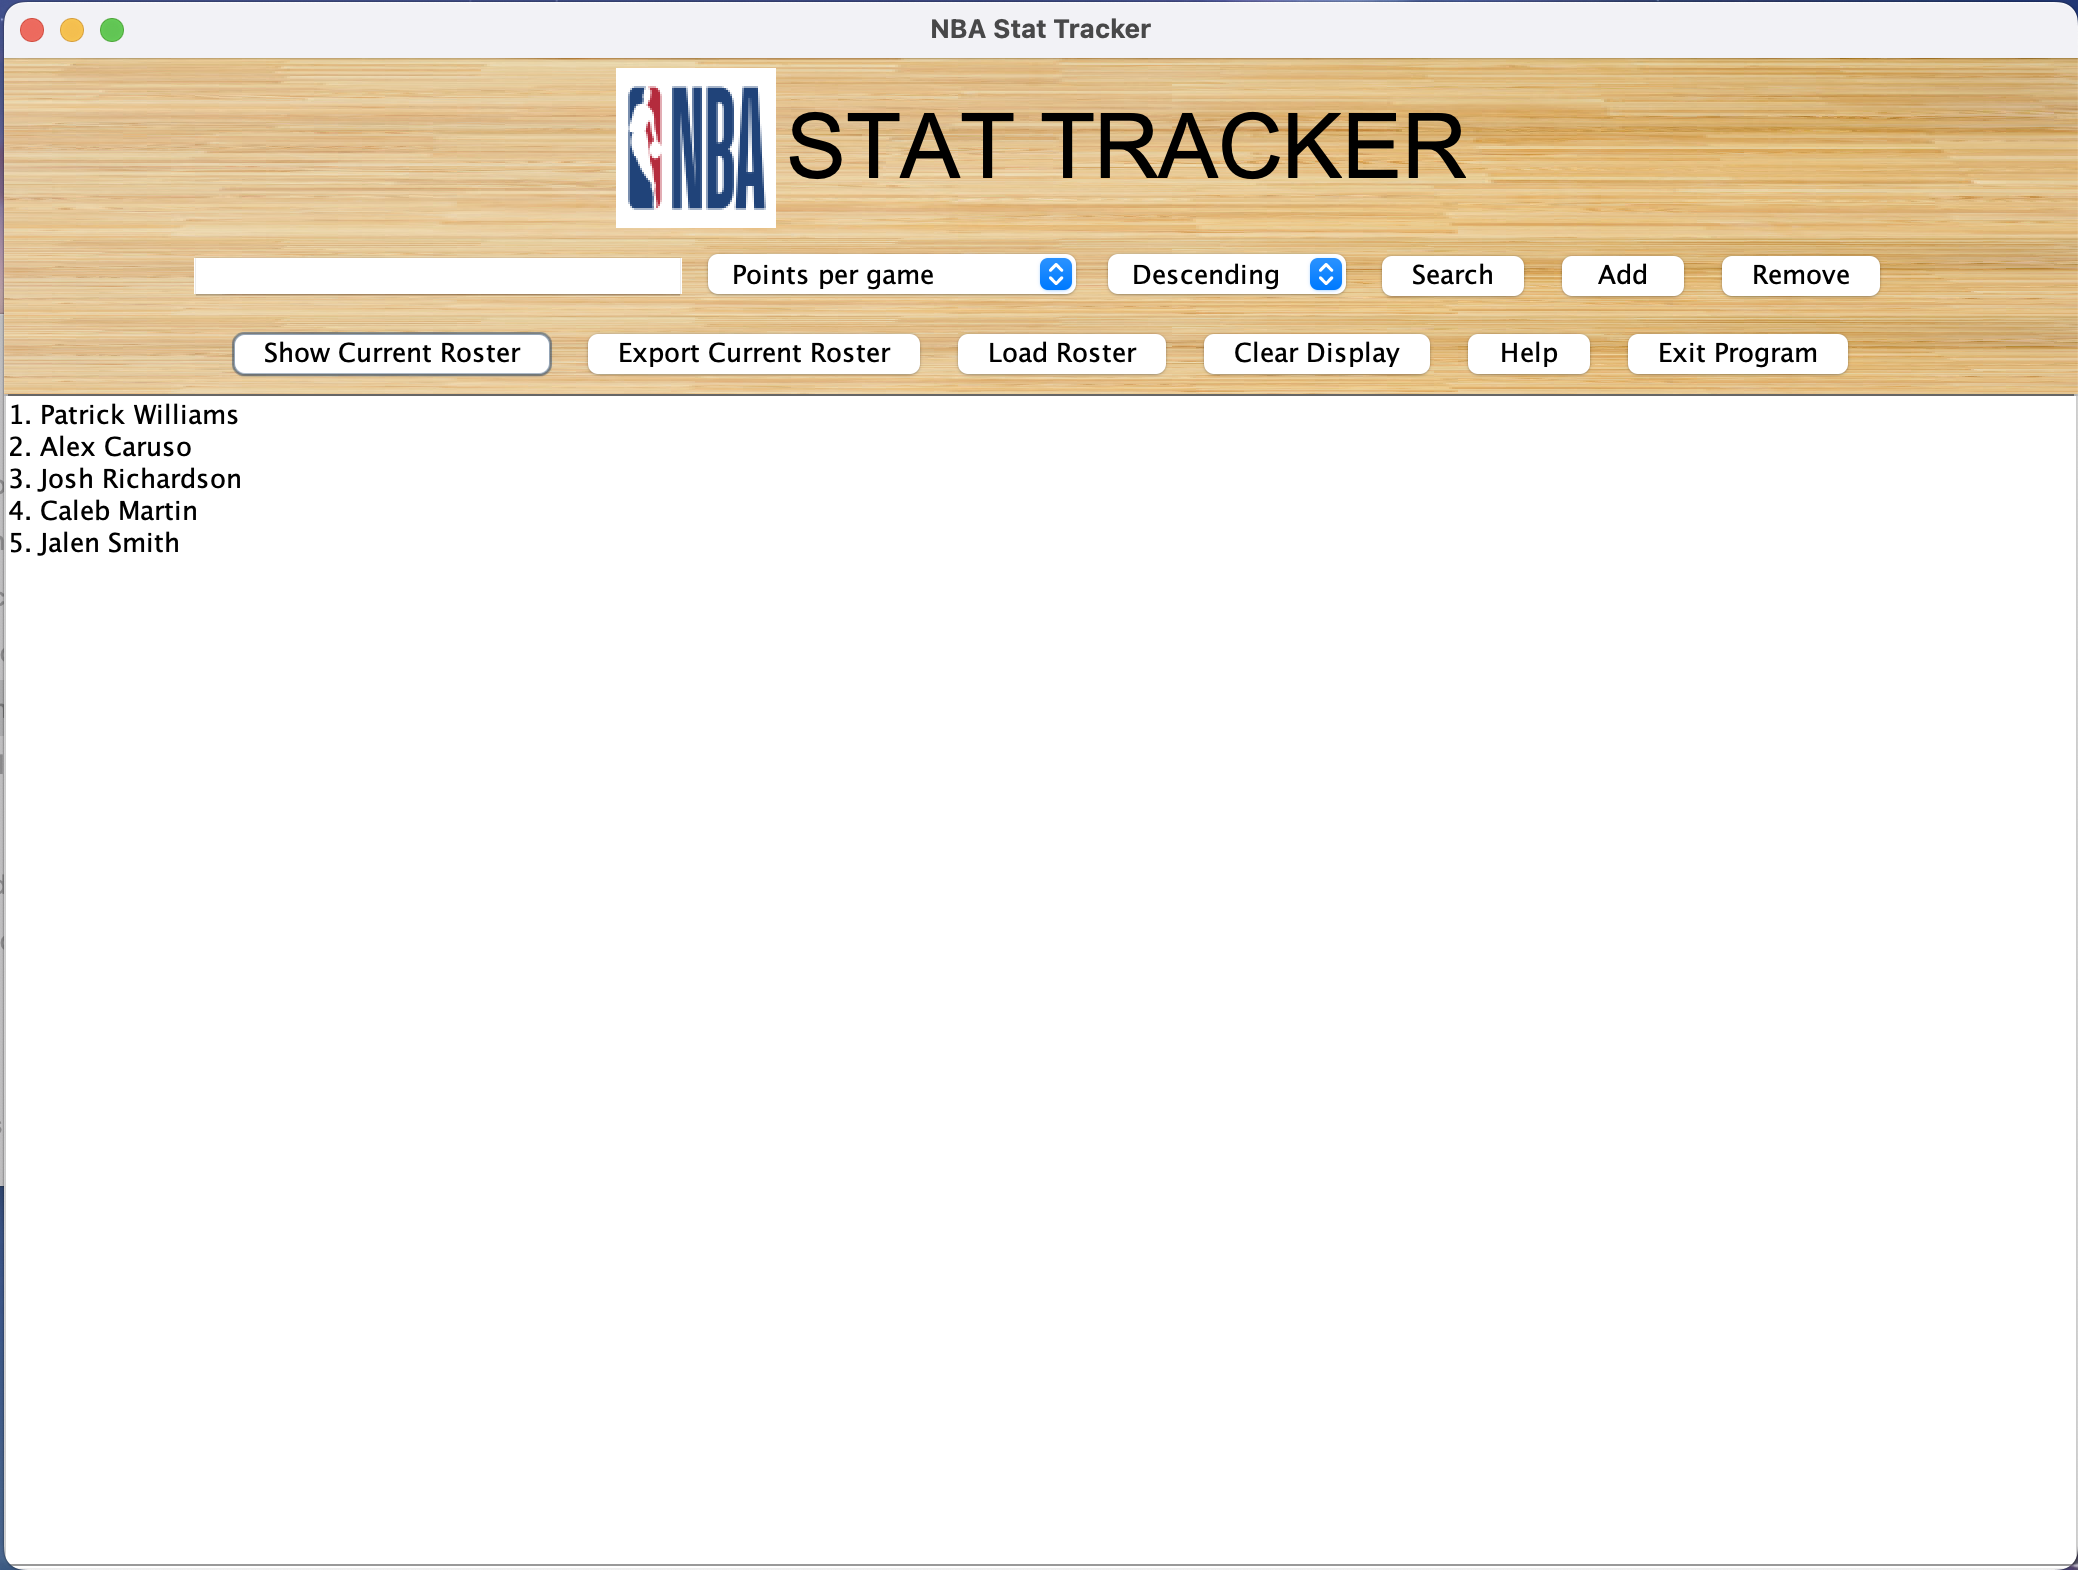 NBA Stat Tracker
NBA STAT TRACKER
Points per game Descending Search Add Remove
Show Current Roster Export Current Roster Load Roster Clear Display Help Exit Program
1. Patrick Williams
2. Alex Caruso
3. Josh Richardson
4. Caleb Martin
5. Jalen Smith